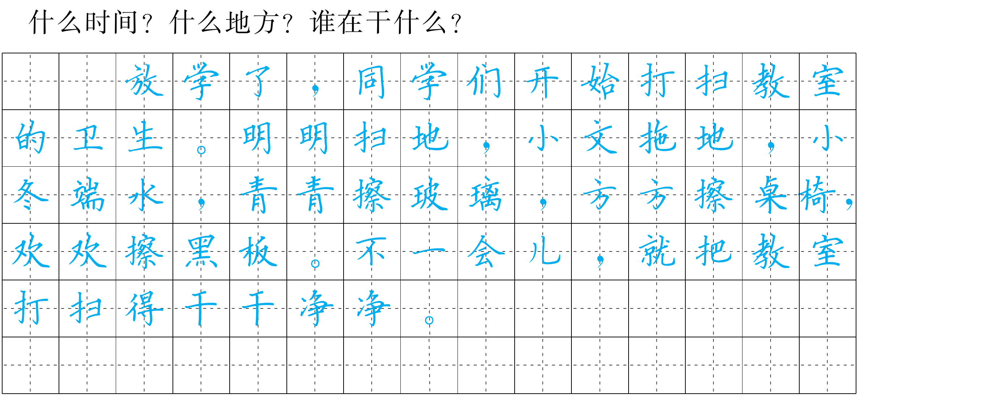 什么时间？什么地方？谁在干什么？
放学了，同学们开始打扫教室
的卫生。明明扫地，小文拖地，小
冬端水，青青擦玻璃，方方擦桌椅，
欢欢擦黑板。不一会儿，就把教室
打扫得干干净净。